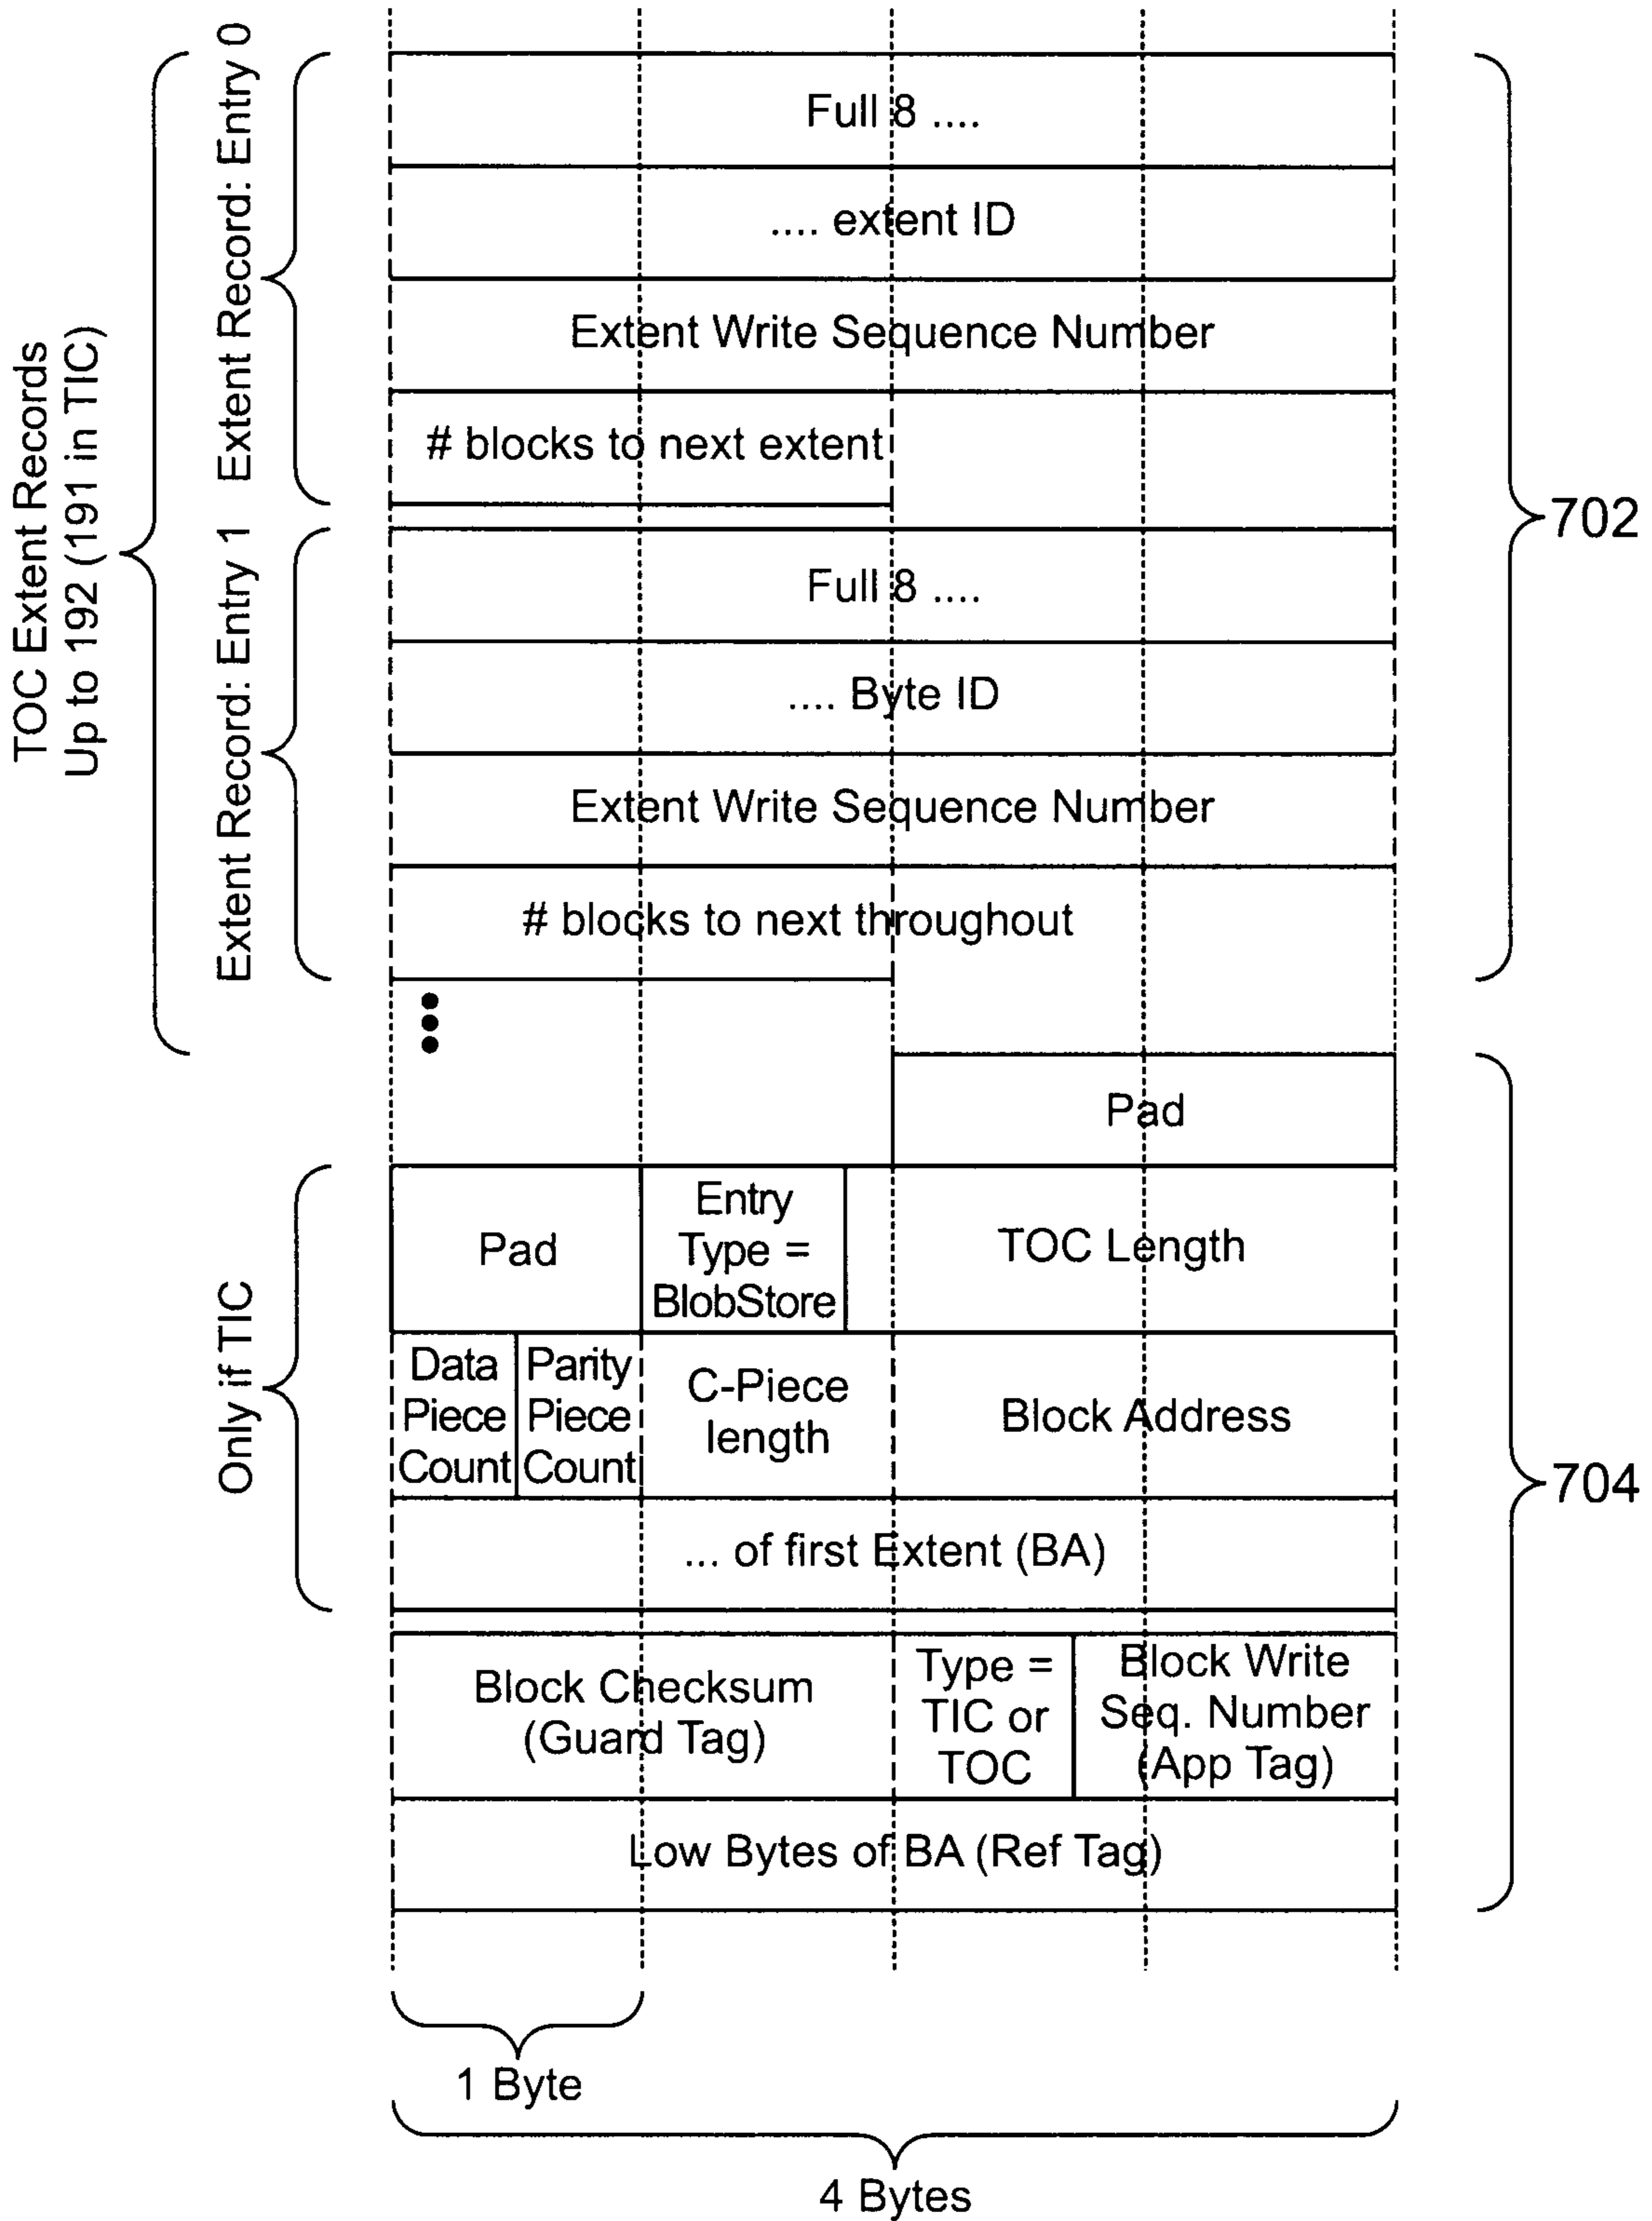 TOC Extent Records
Up to 192 (191 in TIC)
Extent Record: Entry 0
Full 8 ....
.... extent ID
Extent Write Sequence Number
# blocks to next extent
702
Extent Record: Entry 1
Full 8 ....
.... Byte ID
Extent Write Sequence Number
# blocks to next throughout
Pad
Only if TIC
Pad
Entry
Type =
BlobStore
TOC Length
Data
Piece
Count
Parity
Piece
Count
C-Piece
length
Block Address
704
... of first Extent (BA)
Block Checksum
(Guard Tag)
Type =
TIC or
TOC
Block Write
Seq. Number
(App Tag)
Low Bytes of BA (Ref Tag)
1 Byte
4 Bytes